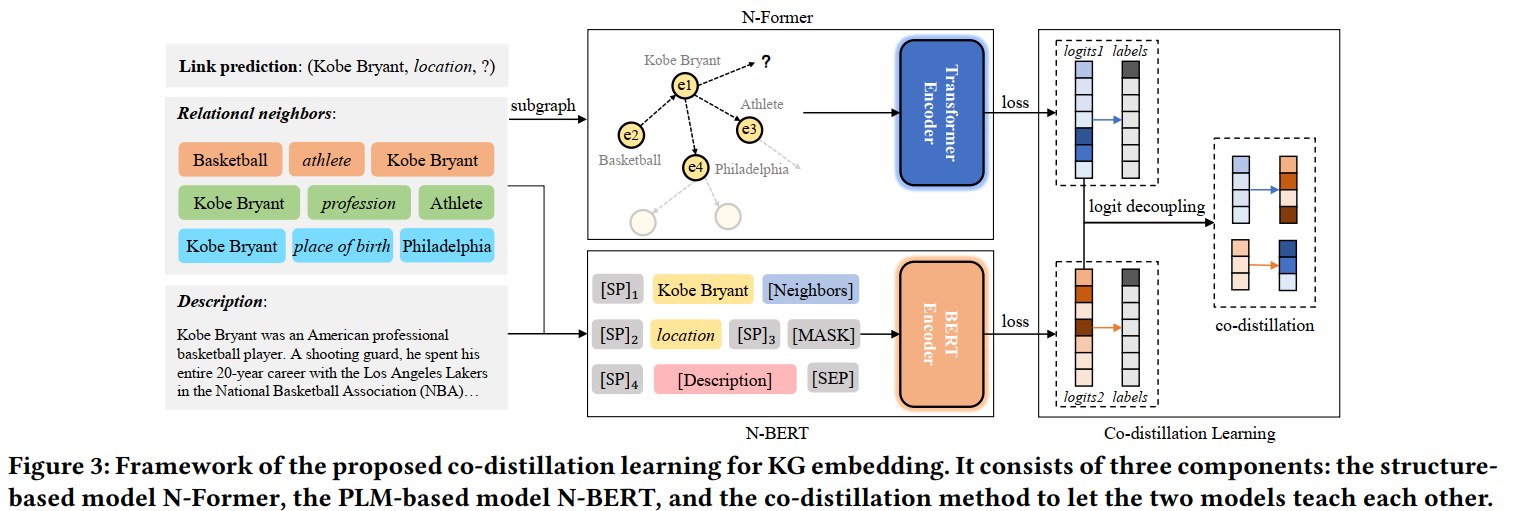 N-Former
Link prediction: (Kobe Bryant, location, ?)
Relational neighbors:
Basketball athlete Kobe Bryant
Kobe Bryant profession Athlete
Kobe Bryant place of birth Philadelphia
Description:
Kobe Bryant was an American professional
basketball player. A shooting guard, he spent his
entire 20-year career with the Los Angeles Lakers
in the National Basketball Association (NBA)…
subgraph
Kobe Bryant
?
e1
Athlete
e2
e3
Basketball
e4
Philadelphia
Transformer
Encoder
loss
[SP]1 Kobe Bryant [Neighbors]
[SP]2 location [SP]3 [MASK]
[SP]4 [Description] [SEP]
BERT
Encoder
loss
N-BERT
logits1 labels
logit decoupling
co-distillation
logits2 labels
Co-distillation Learning
Figure 3: Framework of the proposed co-distillation learning for KG embedding. It consists of three components: the structure-
based model N-Former, the PLM-based model N-BERT, and the co-distillation method to let the two models teach each other.